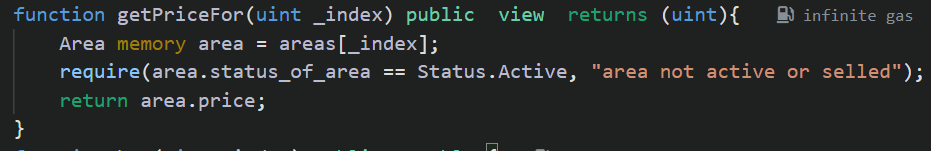 function getPriceFor(uint _index) public  view  returns (uint){ infinite gas
    Area memory area = areas[_index];
    require(area.status_of_area == Status.Active, "area not active or selled");
    return area.price;
}